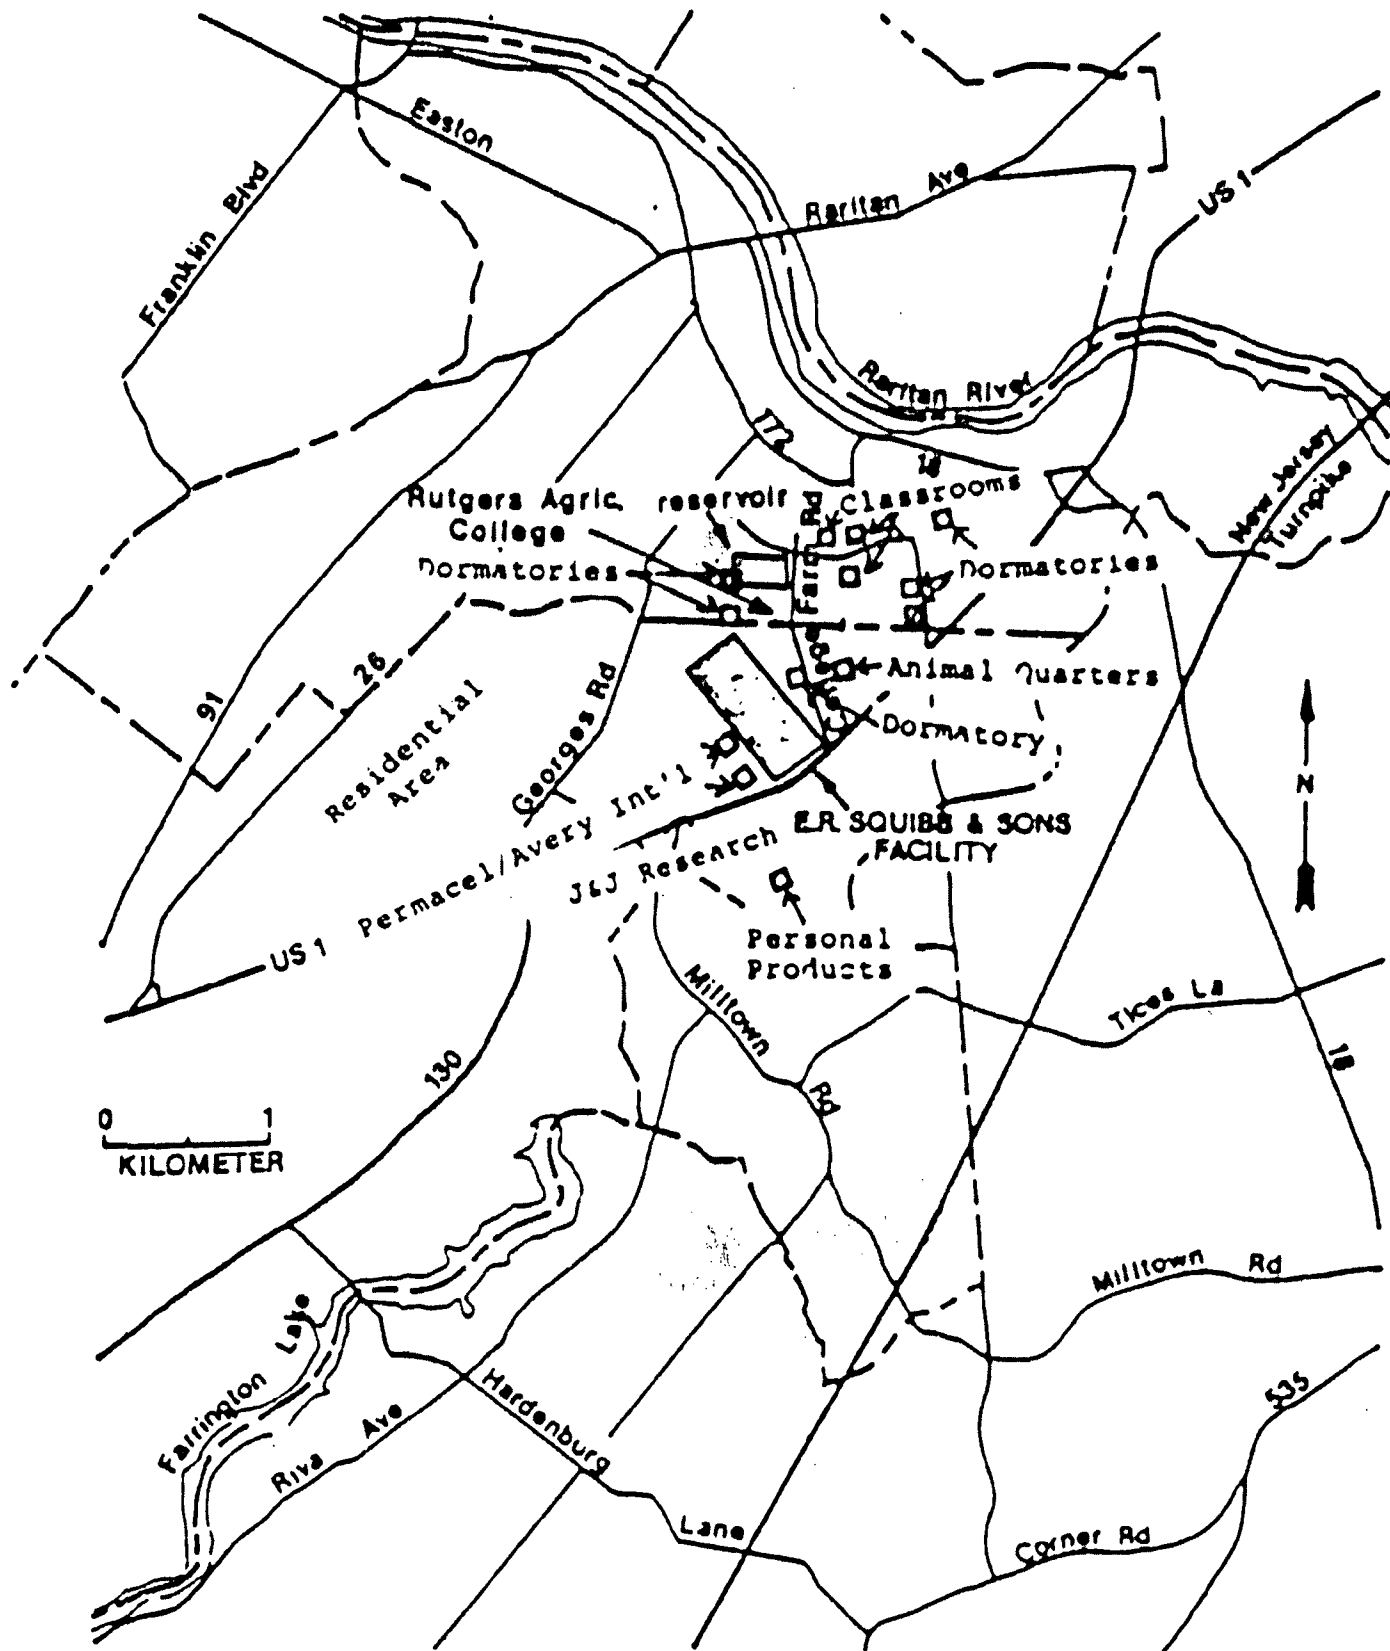 Easton
Franklin Blvd
Raritan Ave
US 1
Raritan River
172
New Jersey
Turnpike
18
Rutgers Agric.
College
reservoir
Classrooms
Dormatories
Dormatories
Animal Quarters
Dormatory
26
91
Residential
Area
Georges Rd
E.R. SQUIBB & SONS
FACILITY
N
US 1
Permacel/Avery Int'l
J&J Research
Personal
Products
Milltown
Rd
Tices La
18
130
0 1
KILOMETER
Milltown Rd
Farrington Lake
Riva Ave
Hardenburg
Lane
535
Corner Rd